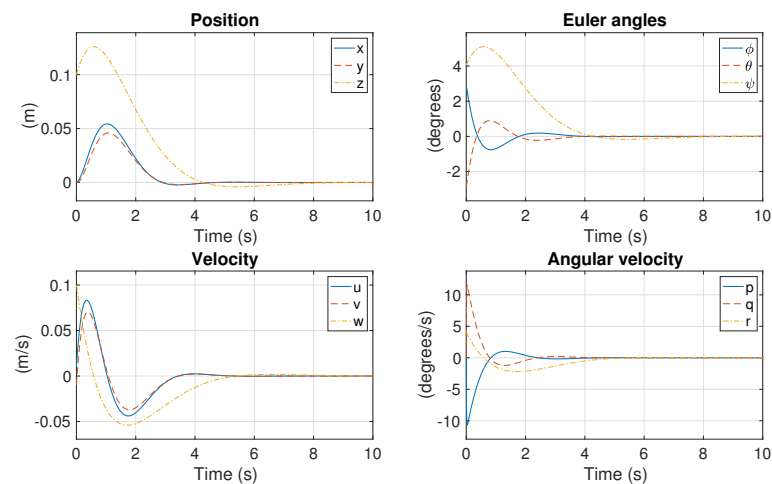 Position
(m)
0.1
0.05
0
0 2 4 6 8 10
Time (s)
x
y
z
Euler angles
(degrees)
4
2
0
-2
0 2 4 6 8 10
Time (s)
ϕ
θ
ψ
Velocity
(m/s)
0.1
0.05
0
-0.05
0 2 4 6 8 10
Time (s)
u
v
w
Angular velocity
(degrees/s)
10
5
0
-5
-10
0 2 4 6 8 10
Time (s)
p
q
r